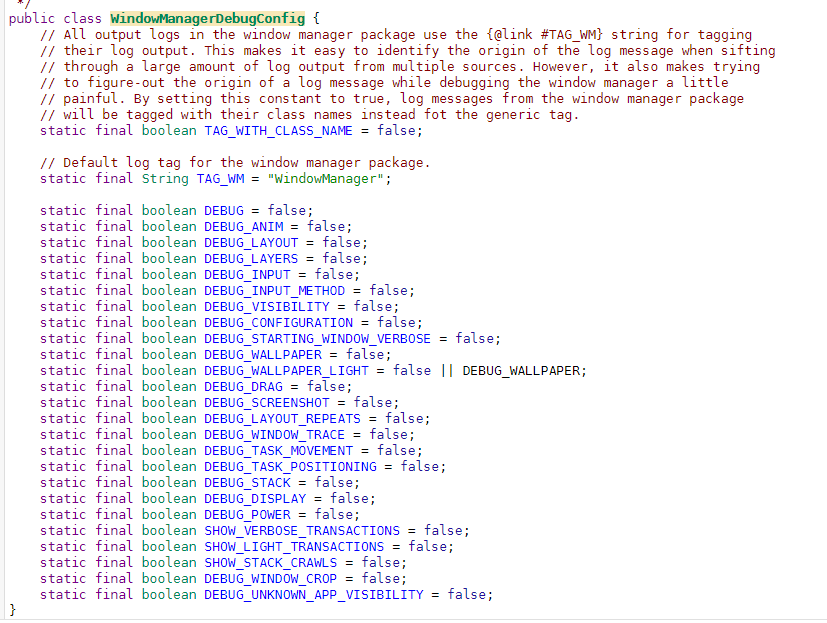 */
public class WindowManagerDebugConfig {
    // All output logs in the window manager package use the {@link #TAG_WM} string for tagging
    // their log output. This makes it easy to identify the origin of the log message when sifting
    // through a large amount of log output from multiple sources. However, it also makes trying
    // to figure-out the origin of a log message while debugging the window manager a little
    // painful. By setting this constant to true, log messages from the window manager package
    // will be tagged with their class names instead fot the generic tag.
    static final boolean TAG_WITH_CLASS_NAME = false;

    // Default log tag for the window manager package.
    static final String TAG_WM = "WindowManager";

    static final boolean DEBUG = false;
    static final boolean DEBUG_ANIM = false;
    static final boolean DEBUG_LAYOUT = false;
    static final boolean DEBUG_LAYERS = false;
    static final boolean DEBUG_INPUT = false;
    static final boolean DEBUG_INPUT_METHOD = false;
    static final boolean DEBUG_VISIBILITY = false;
    static final boolean DEBUG_CONFIGURATION = false;
    static final boolean DEBUG_STARTING_WINDOW_VERBOSE = false;
    static final boolean DEBUG_WALLPAPER = false;
    static final boolean DEBUG_WALLPAPER_LIGHT = false || DEBUG_WALLPAPER;
    static final boolean DEBUG_DRAG = false;
    static final boolean DEBUG_SCREENSHOT = false;
    static final boolean DEBUG_LAYOUT_REPEATS = false;
    static final boolean DEBUG_WINDOW_TRACE = false;
    static final boolean DEBUG_TASK_MOVEMENT = false;
    static final boolean DEBUG_TASK_POSITIONING = false;
    static final boolean DEBUG_STACK = false;
    static final boolean DEBUG_DISPLAY = false;
    static final boolean DEBUG_POWER = false;
    static final boolean SHOW_VERBOSE_TRANSACTIONS = false;
    static final boolean SHOW_LIGHT_TRANSACTIONS = false;
    static final boolean SHOW_STACK_CRAWLS = false;
    static final boolean DEBUG_WINDOW_CROP = false;
    static final boolean DEBUG_UNKNOWN_APP_VISIBILITY = false;
}